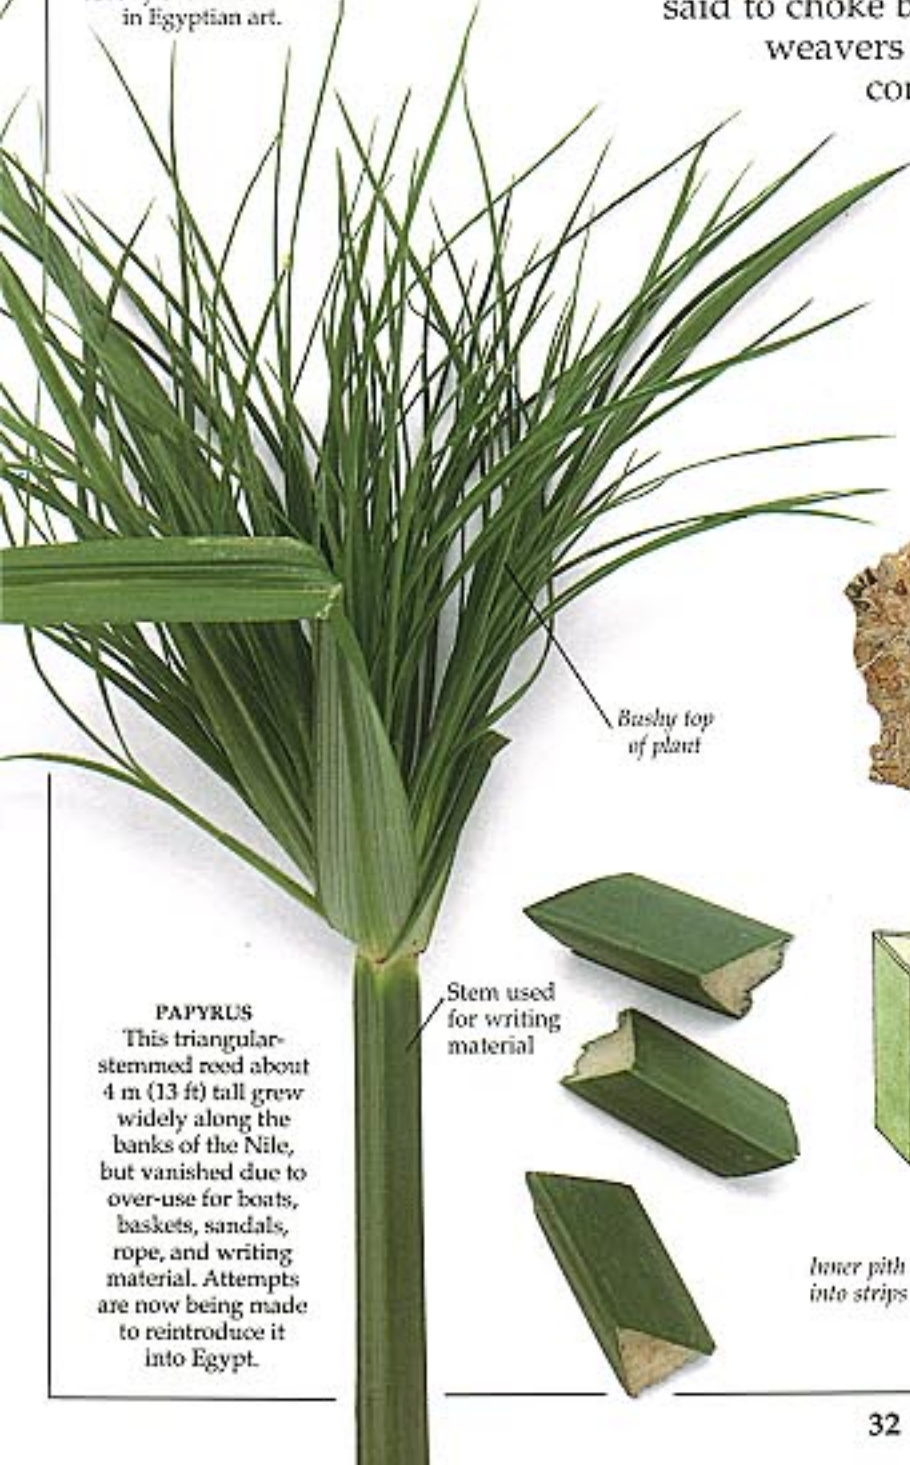 in Egyptian art.
said to choke b
weavers
con
Bushy top
of plant
Stem used
for writing
material
PAPYRUS
This triangular-
stemmed reed about
4 m (13 ft) tall grew
widely along the
banks of the Nile,
but vanished due to
over-use for boats,
baskets, sandals,
rope, and writing
material. Attempts
are now being made
to reintroduce it
into Egypt.
Inner pith
into strips
32